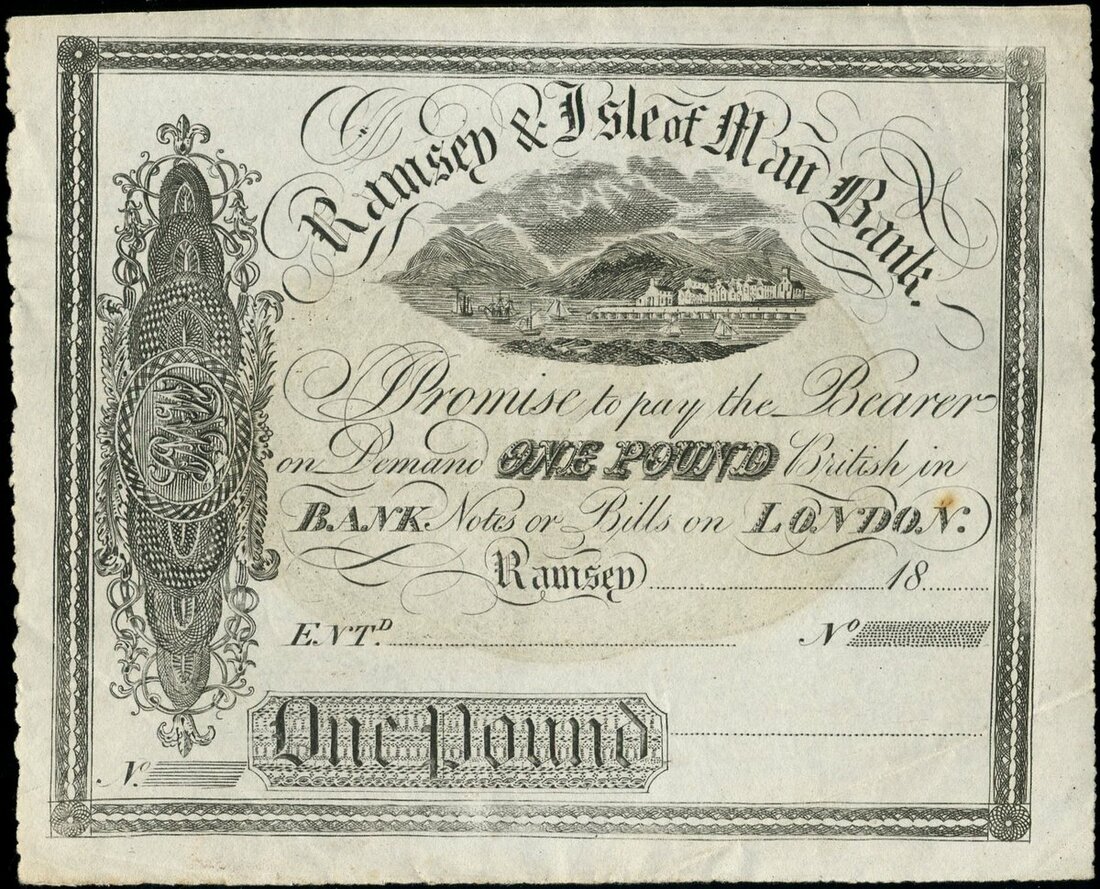 Ramsey & Isle of Man Bank.
I Promise to pay the Bearer
on Demand ONE POUND British in
BANK Notes or Bills on LONDON.
Ramsey 18
ENT.D No
One Pound
No.